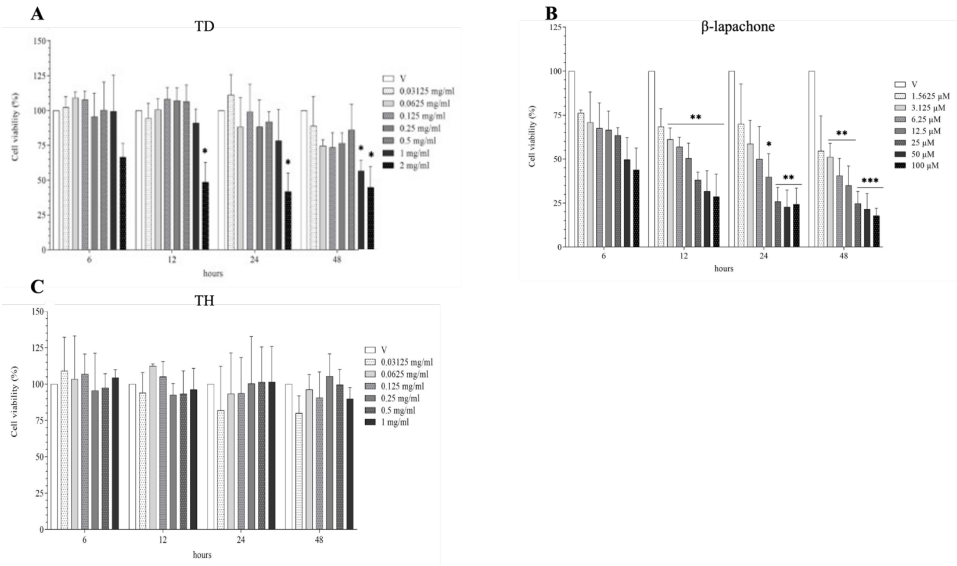 A
TD
150
125
100
75
50
25
0
Cell viability (%)
6
12
24
48
hours
*
*
*
*
V
0.03125 mg/ml
0.0625 mg/ml
0.125 mg/ml
0.25 mg/ml
0.5 mg/ml
1 mg/ml
2 mg/ml
B
β-lapachone
125
100
75
50
25
0
Cell viability (%)
6
12
24
48
hours
**
*
**
**
***
V
1.5625 μM
3.125 μM
6.25 μM
12.5 μM
25 μM
50 μM
100 μM
C
TH
150
125
100
75
50
25
0
Cell viability (%)
6
12
24
48
hours
V
0.03125 mg/ml
0.0625 mg/ml
0.125 mg/ml
0.25 mg/ml
0.5 mg/ml
1 mg/ml